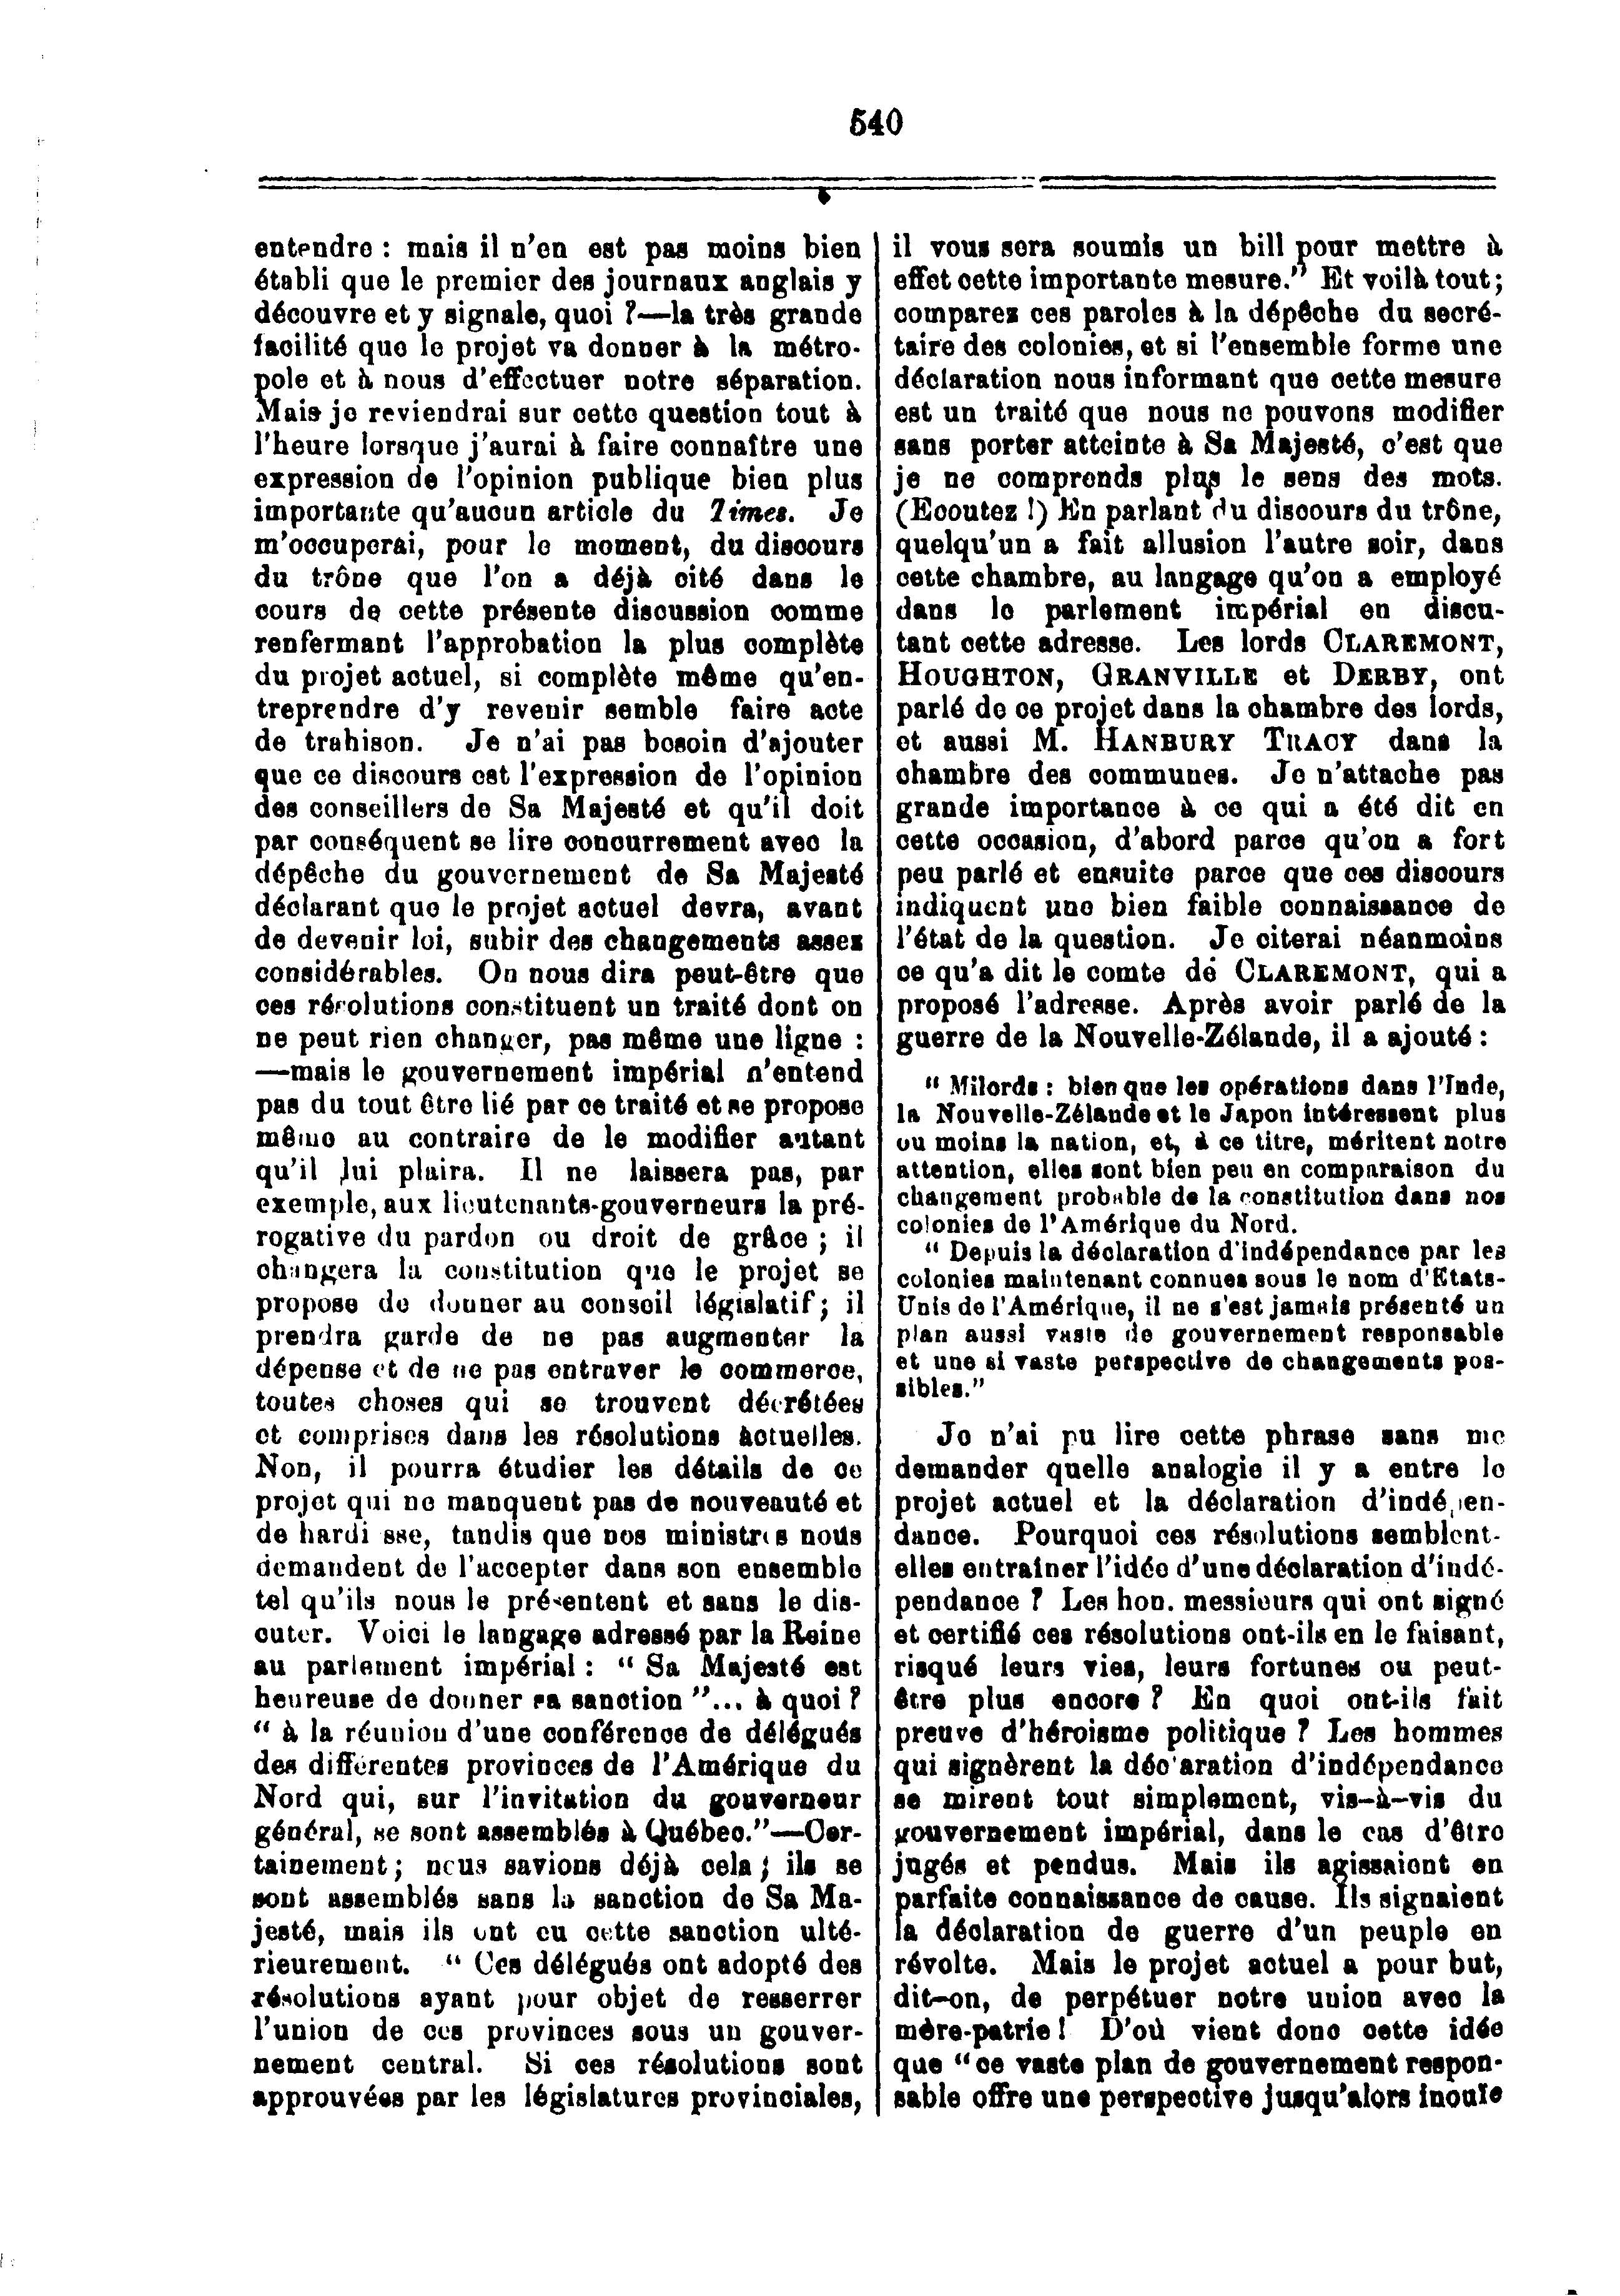 540
entendre : mais il n'en est pas moins bien
établi que le premier des journaux anglais y
découvre et y signale, quoi ?—la très grande
facilité que le projet va donner à la métro-
pole et à nous d'effectuer notre séparation.
Mais je reviendrai sur cette question tout à
l'heure lorsque j'aurai à faire connaître une
expression de l'opinion publique bien plus
importante qu'aucun article du Times. Je
m'occuperai, pour le moment, du discours
du trône que l'on a déjà cité dans le
cours de cette présente discussion comme
renfermant l'approbation la plus complète
du projet actuel, si complète même qu'en-
treprendre d'y revenir semble faire acte
de trahison. Je n'ai pas besoin d'ajouter
que ce discours est l'expression de l'opinion
des conseillers de Sa Majesté et qu'il doit
par conséquent se lire concurrement avec la
dépêche du gouvernement de Sa Majesté
déclarant que le projet actuel devra, avant
de devenir loi, subir des changements assez
considérables. On nous dira peut-être que
ces résolutions constituent un traité dont on
ne peut rien changer, pas même une ligne :
—mais le gouvernement impérial n'entend
pas du tout être lié par ce traité et se propose
même au contraire de le modifier autant
qu'il lui plaira. Il ne laissera pas, par
exemple, aux lieutenants-gouverneurs la pré-
rogative du pardon ou droit de grâce ; il
changera la constitution que le projet se
propose de donner au conseil législatif ; il
prendra garde de ne pas augmenter la
dépense et de ne pas entraver le commerce,
toutes choses qui se trouvent décrétées
et comprises dans les résolutions actuelles.
Non, il pourra étudier les détails de ce
projet qui ne manquent pas de nouveauté et
de hardi sse, tandis que nos ministres nous
demandent de l'accepter dans son ensemble
tel qu'ils nous le présentent et sans le dis-
cuter. Voici le langage adressé par la Reine
au parlement impérial : " Sa Majesté est
heureuse de donner sa sanction "... à quoi ?
" à la réunion d'une conférence de délégués
des différentes provinces de l'Amérique du
Nord qui, sur l'invitation du gouverneur
général, se sont assemblés à Québec."—Cer-
tainement ; nous savions déjà cela ; ils se
sont assemblés sans la sanction de Sa Ma-
jesté, mais ils ont eu cette sanction ulté-
rieurement. " Ces délégués ont adopté des
résolutions ayant pour objet de resserrer
l'union de ces provinces sous un gouver-
nement central. Si ces résolutions sont
approuvées par les législatures provinciales,
il vous sera soumis un bill pour mettre à
effet cette importante mesure." Et voilà tout ;
comparez ces paroles à la dépêche du secré-
taire des colonies, et si l'ensemble forme une
déclaration nous informant que cette mesure
est un traité que nous ne pouvons modifier
sans porter atteinte à Sa Majesté, c'est que
je ne comprends plus le sens des mots.
(Ecoutez !) En parlant du discours du trône,
quelqu'un a fait allusion l'autre soir, dans
cette chambre, au langage qu'on a employé
dans le parlement impérial en discu-
tant cette adresse. Les lords CLAREMONT,
HOUGHTON, GRANVILLE et DERBY, ont
parlé de ce projet dans la chambre des lords,
et aussi M. HANBURY TRACY dans la
chambre des communes. Je n'attache pas
grande importance à ce qui a été dit en
cette occasion, d'abord parce qu'on a fort
peu parlé et ensuite parce que ces discours
indiquent une bien faible connaissance de
l'état de la question. Je citerai néanmoins
ce qu'a dit le comte de CLAREMONT, qui a
proposé l'adresse. Après avoir parlé de la
guerre de la Nouvelle-Zélande, il a ajouté :
" Milords : bien que les opérations dans l'Inde,
la Nouvelle-Zélande et le Japon intéressent plus
ou moins la nation, et, à ce titre, méritent notre
attention, elles sont bien peu en comparaison du
changement probable de la constitution dans nos
colonies de l'Amérique du Nord.
" Depuis la déclaration d'indépendance par les
colonies maintenant connues sous le nom d'Etats-
Unis de l'Amérique, il ne s'est jamais présenté un
plan aussi vaste de gouvernement responsable
et une si vaste perspective de changements pos-
sibles."
Je n'ai pu lire cette phrase sans me
demander quelle analogie il y a entre le
projet actuel et la déclaration d'indépen-
dance. Pourquoi ces résolutions semblent-
elles entraîner l'idée d'une déclaration d'indé-
pendance ? Les hon. messieurs qui ont signé
et certifié ces résolutions ont-ils en le faisant,
risqué leurs vies, leurs fortunes ou peut-
être plus encore ? En quoi ont-ils fait
preuve d'héroïsme politique ? Les hommes
qui signèrent la déclaration d'indépendance
se mirent tout simplement, vis-à-vis du
gouvernement impérial, dans le cas d'être
jugés et pendus. Mais ils agissaient en
parfaite connaissance de cause. Ils signaient
la déclaration de guerre d'un peuple en
révolte. Mais le projet actuel a pour but,
dit-on, de perpétuer notre union avec la
mère-patrie ! D'où vient donc cette idée
que " ce vaste plan de gouvernement respon-
sable offre une perspective jusqu'alors inouïe